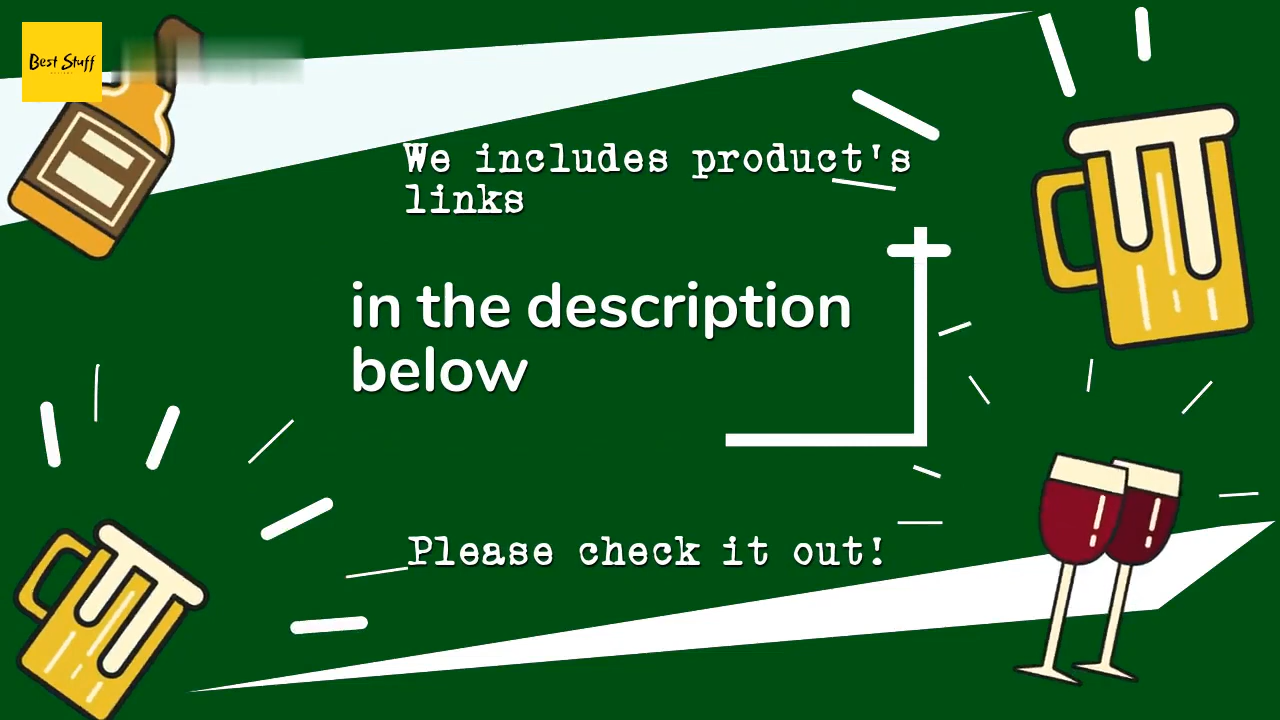 Best Stuff
We includes product's
links
in the description
below
Please check it out!